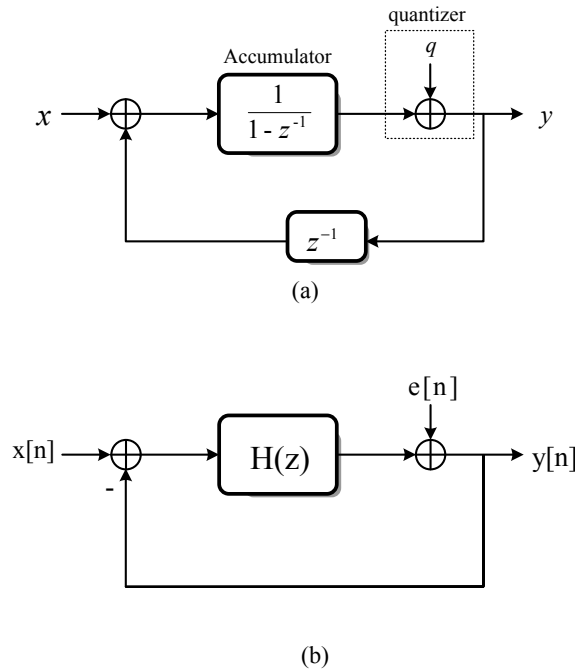 quantizer
Accumulator
q
x
1
1 - z⁻¹
y
z⁻¹
(a)
e[n]
x[n]
H(z)
y[n]
-
(b)